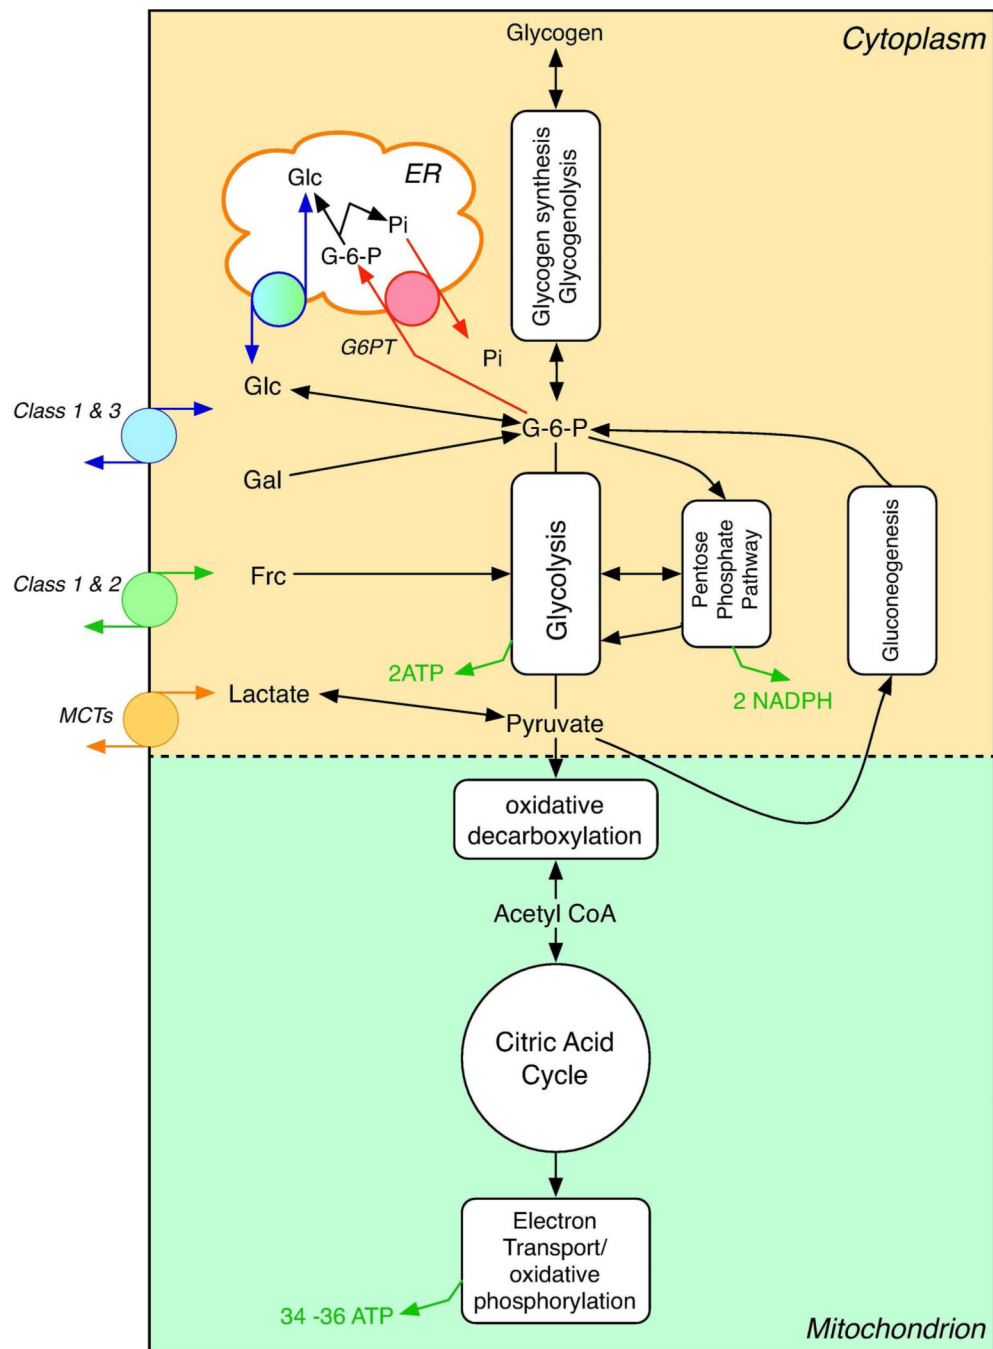 Glycogen
Cytoplasm
Glycogen synthesis
Glycogenolysis
ER
Glc
Pi
G-6-P
G6PT
Pi
Glc
Class 1 & 3
G-6-P
Gal
Glycolysis
Pentose
Phosphate
Pathway
Gluconeogenesis
Class 1 & 2
Frc
2ATP
2 NADPH
Lactate
MCTs
Pyruvate
oxidative
decarboxylation
Acetyl CoA
Citric Acid
Cycle
Electron
Transport/
oxidative
phosphorylation
34 -36 ATP
Mitochondrion